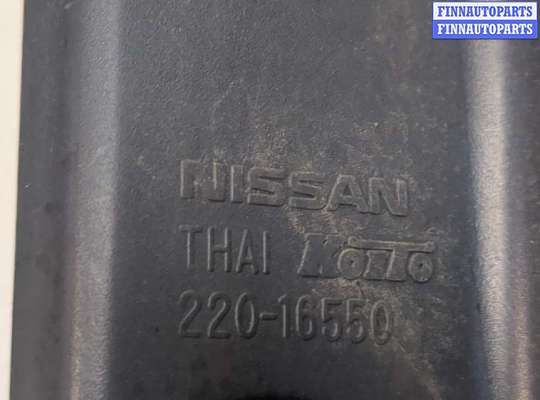 FINNAUTOPARTS
FINNAUTOPARTS
NISSAN
THAI KOITO
220-16550